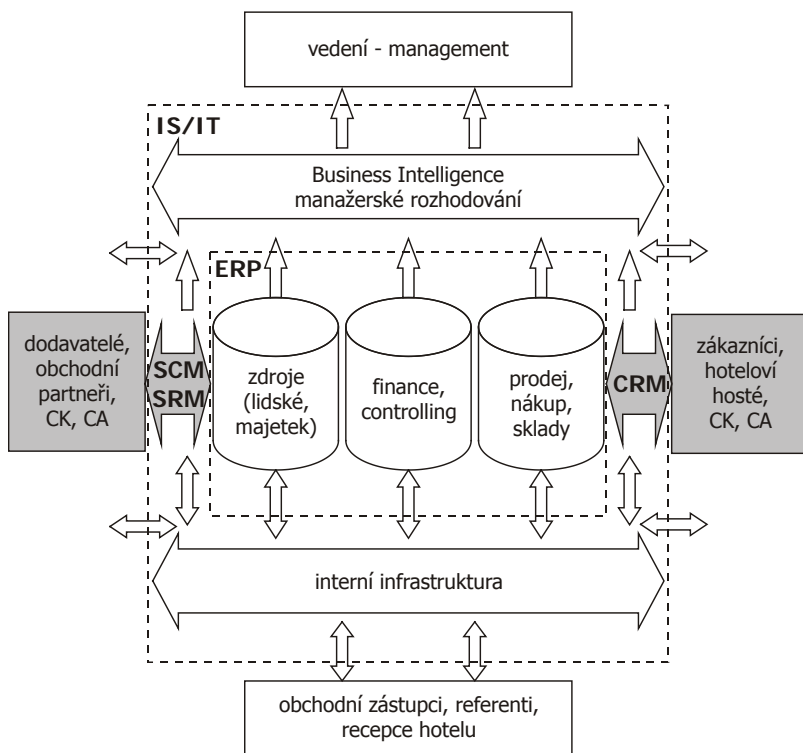 vedení - management
IS/IT
Business Intelligence
manažerské rozhodování
ERP
dodavatelé,
obchodní
partneři,
CK, CA
SCM
SRM
zdroje
(lidské,
majetek)
finance,
controlling
prodej,
nákup,
sklady
CRM
zákazníci,
hoteloví
hosté,
CK, CA
interní infrastruktura
obchodní zástupci, referenti,
recepce hotelu